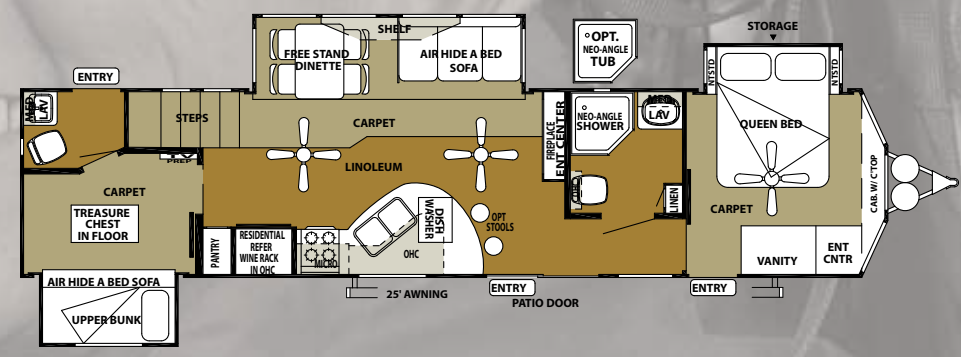 STORAGE
SHELF
OPT.
NEO-ANGLE
TUB
FREE STAND
DINETTE
AIR HIDE A BED
SOFA
NTSTD
NTSTD
ENTRY
MED
LAV
STEPS
CARPET
FIREPLACE
ENT CENTER
NEO-ANGLE
SHOWER
MED
LAV
QUEEN BED
PREP
LINOLEUM
CARPET
TREASURE
CHEST
IN FLOOR
LINEN
CARPET
CAB. W/ C'TOP
DISH
WASHER
OPT
STOOLS
PANTRY
RESIDENTIAL
REFER
WINE RACK
IN OHC
MICRO
OHC
VANITY
ENT
CNTR
AIR HIDE A BED SOFA
UPPER BUNK
25' AWNING
ENTRY
PATIO DOOR
ENTRY